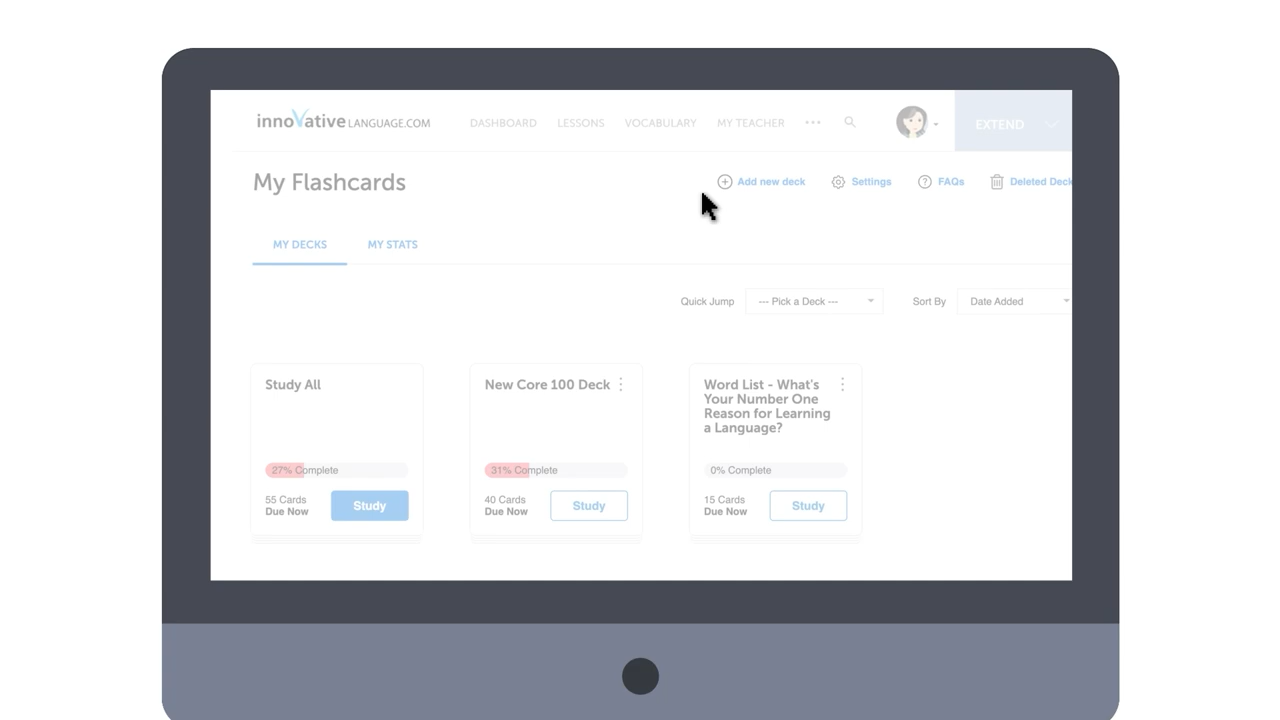 innoVative LANGUAGE.COM
DASHBOARD LESSONS VOCABULARY MY TEACHER EXTEND
My Flashcards
Add new deck Settings FAQs Deleted Deck
MY DECKS MY STATS
Quick Jump --- Pick a Deck --- Sort By Date Added
Study All
27% Complete
55 Cards
Due Now
Study
New Core 100 Deck
31% Complete
40 Cards
Due Now
Study
Word List - What's
Your Number One
Reason for Learning
a Language?
0% Complete
15 Cards
Due Now
Study